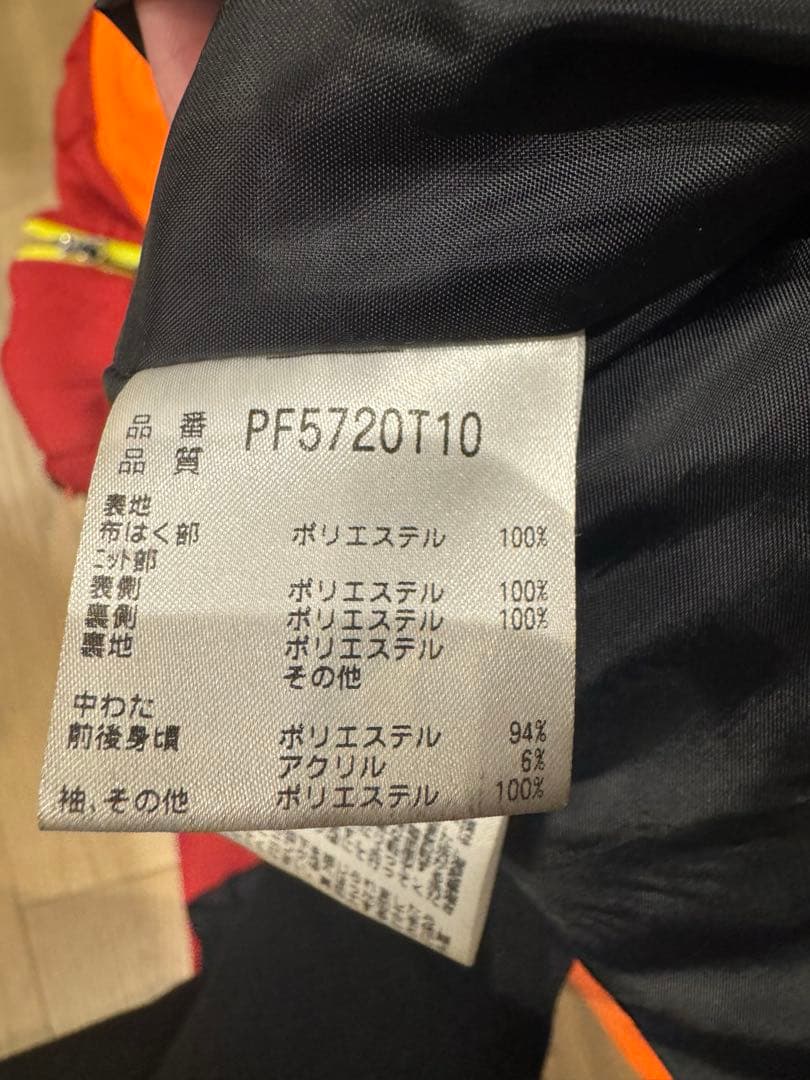 品番 PF5720T10
品質
表地
布はく部 ポリエステル 100%
ニット部
表側 ポリエステル 100%
裏側 ポリエステル 100%
裏地 ポリエステル
その他
中わた
前後身頃 ポリエステル 94%
アクリル 6%
袖、その他 ポリエステル 100%